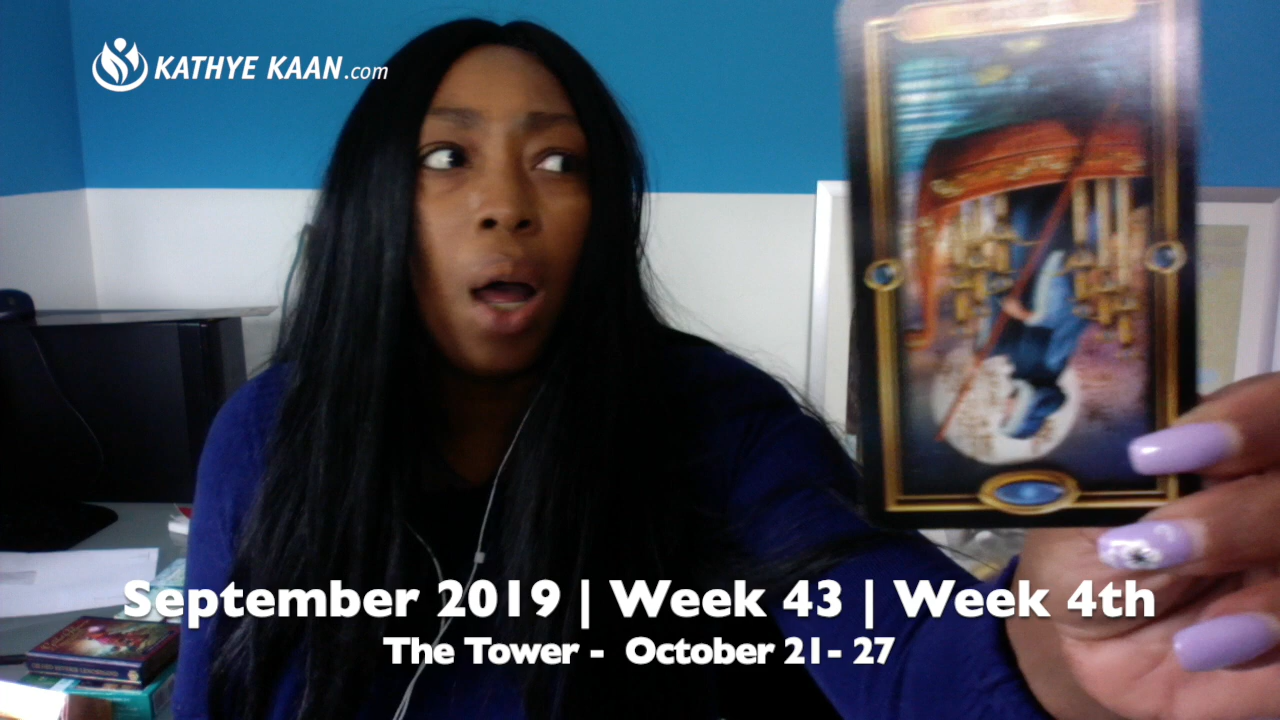 KATHYE KAAN.com
September 2019 | Week 43 | Week 4th
The Tower - October 21- 27